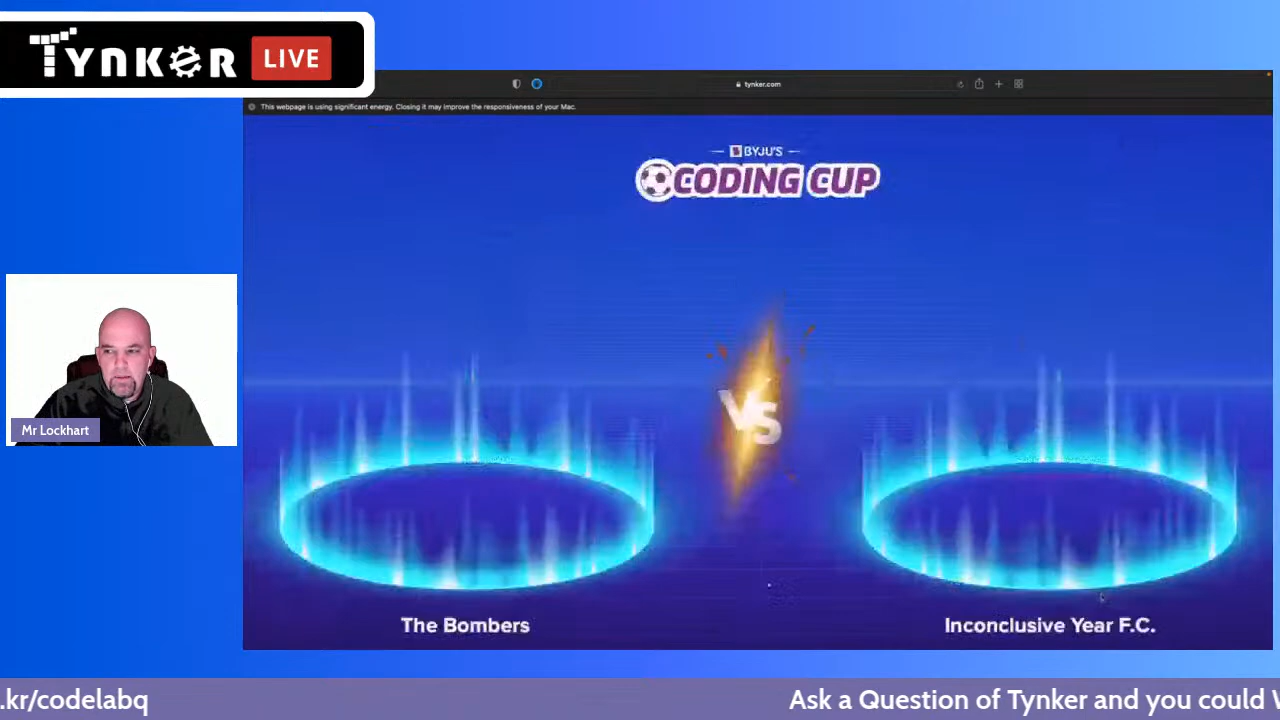 TYNKER LIVE
tynker.com
This webpage is using significant energy. Closing it may improve the responsiveness of your Mac.
BYJU'S
CODING CUP
VS
Mr Lockhart
The Bombers
Inconclusive Year F.C.
.kr/codelabq
Ask a Question of Tynker and you could